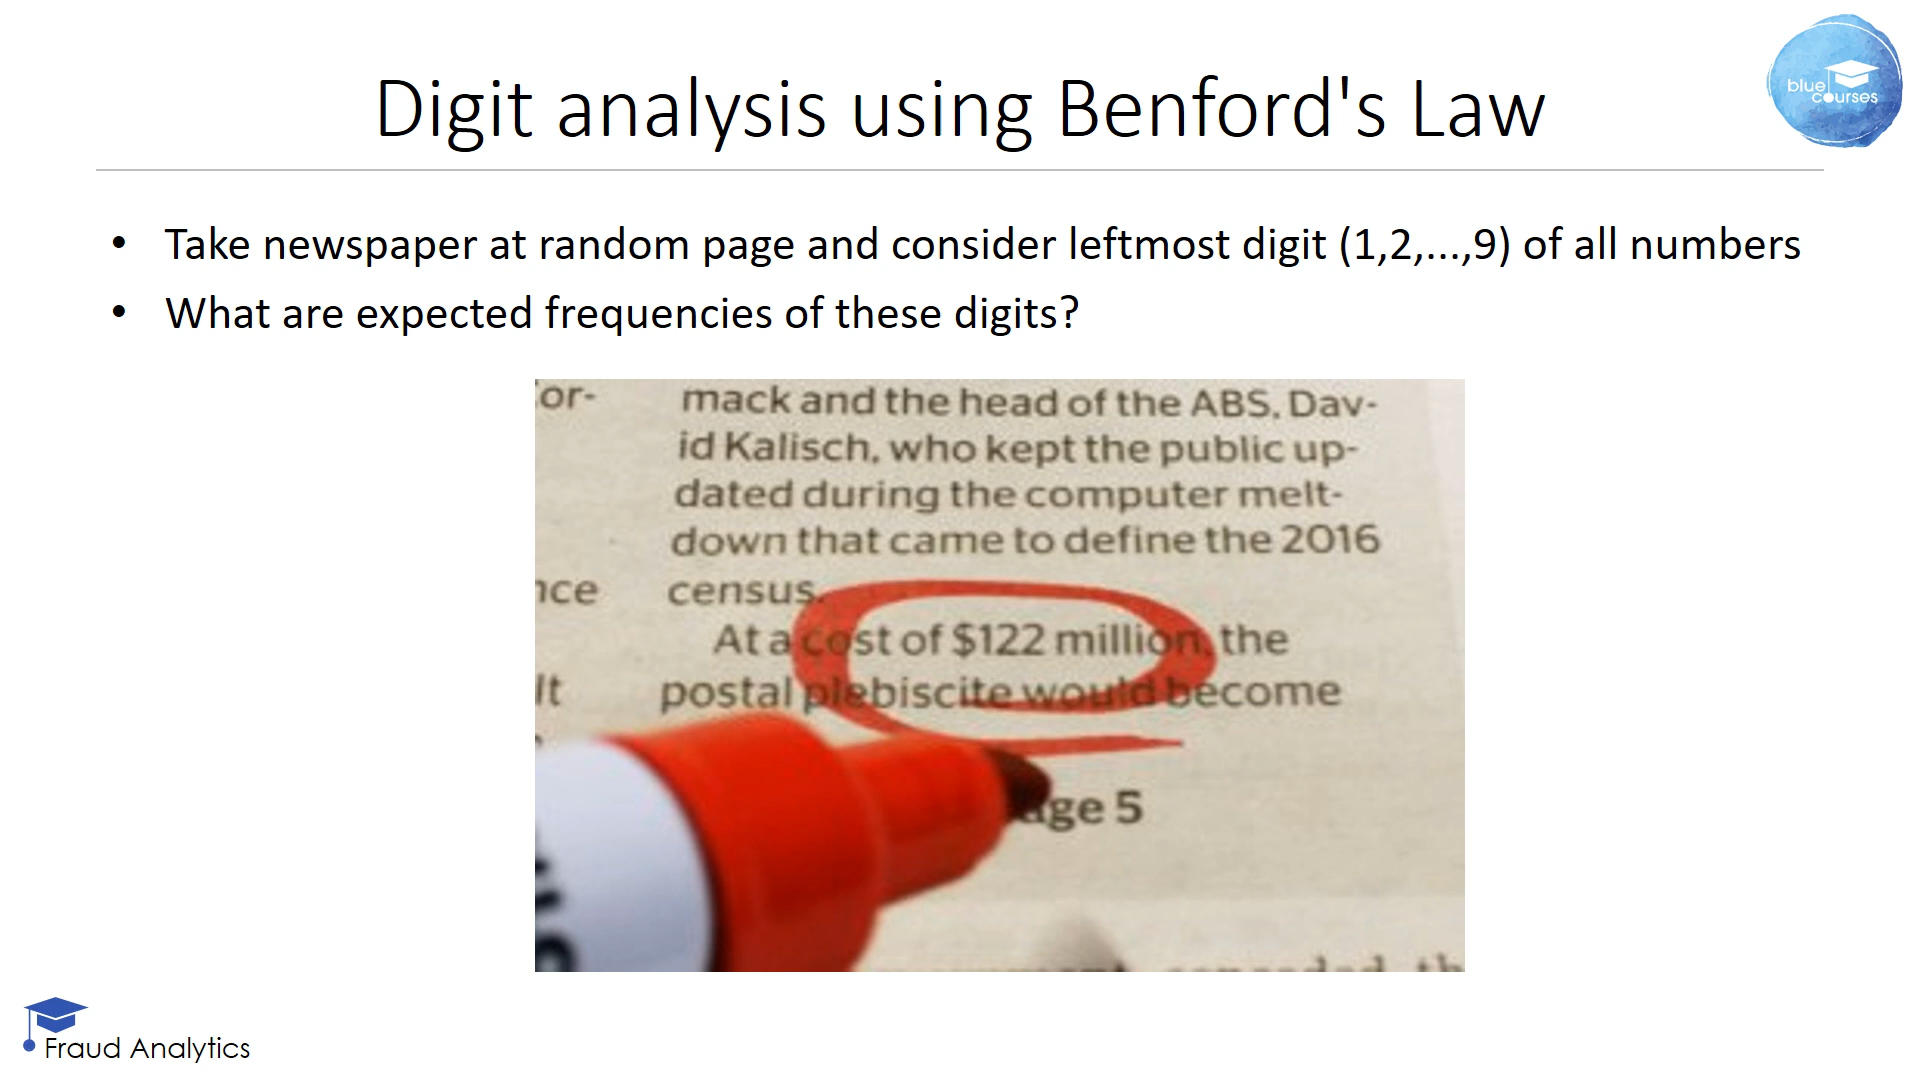 Digit analysis using Benford's Law
blue
courses
• Take newspaper at random page and consider leftmost digit (1,2,...,9) of all numbers
• What are expected frequencies of these digits?
or-
mack and the head of the ABS, Dav-
id Kalisch, who kept the public up-
dated during the computer melt-
down that came to define the 2016
nce
census.
At a cost of $122 million, the
lt
postal plebiscite would become
age 5
Fraud Analytics